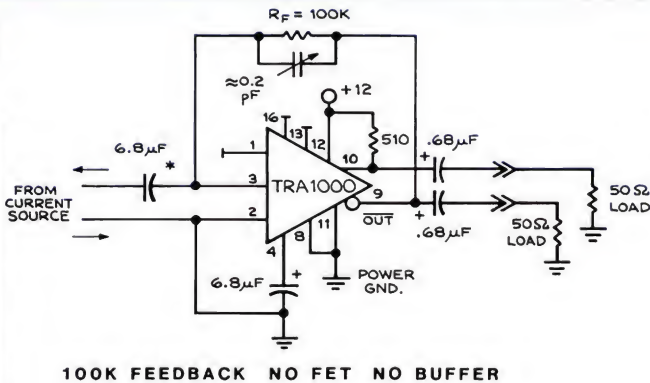 R_F = 100K
≈0.2
pF
+12
16
13
12
510
.68µF
6.8µF
*
+
1
10
3
TRA1000
9
FROM
CURRENT
SOURCE
2
OUT
+
.68µF
50Ω
LOAD
50Ω
LOAD
8
11
4
6.8µF
+
POWER
GND.
100K FEEDBACK NO FET NO BUFFER